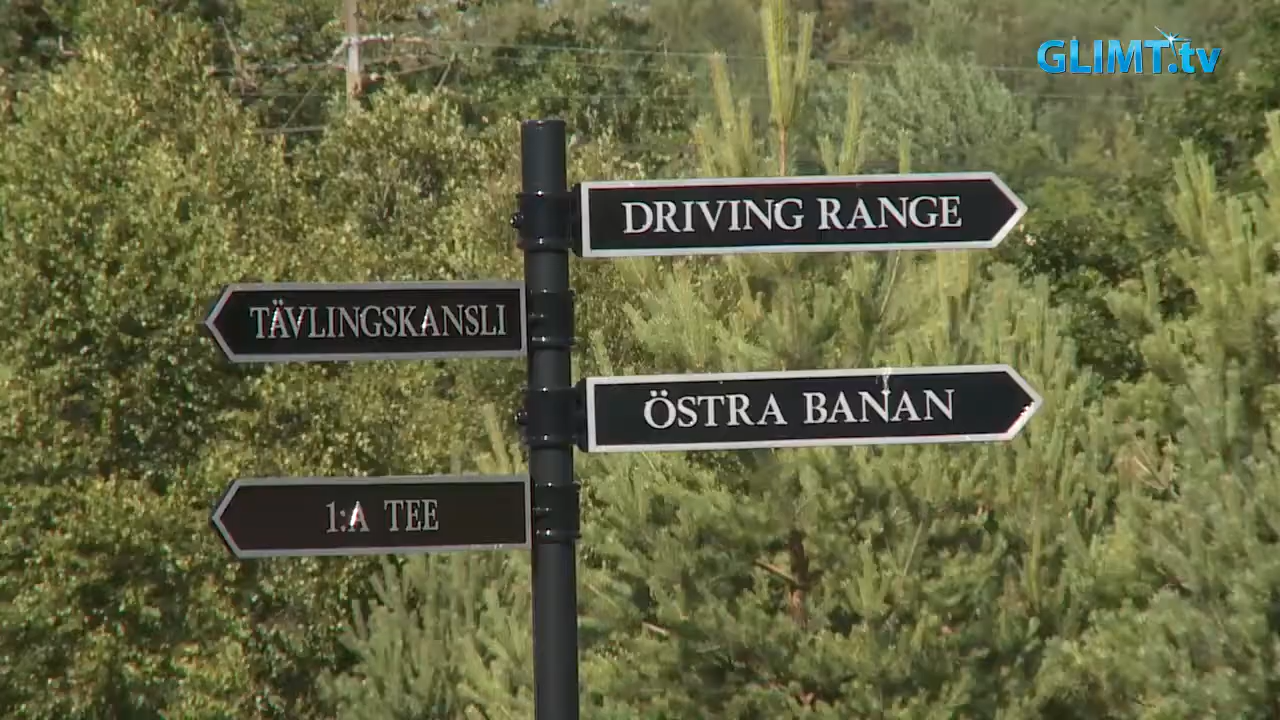 GLIMT.tv
DRIVING RANGE
TÄVLINGSKANSLI
ÖSTRA BANAN
1:A TEE